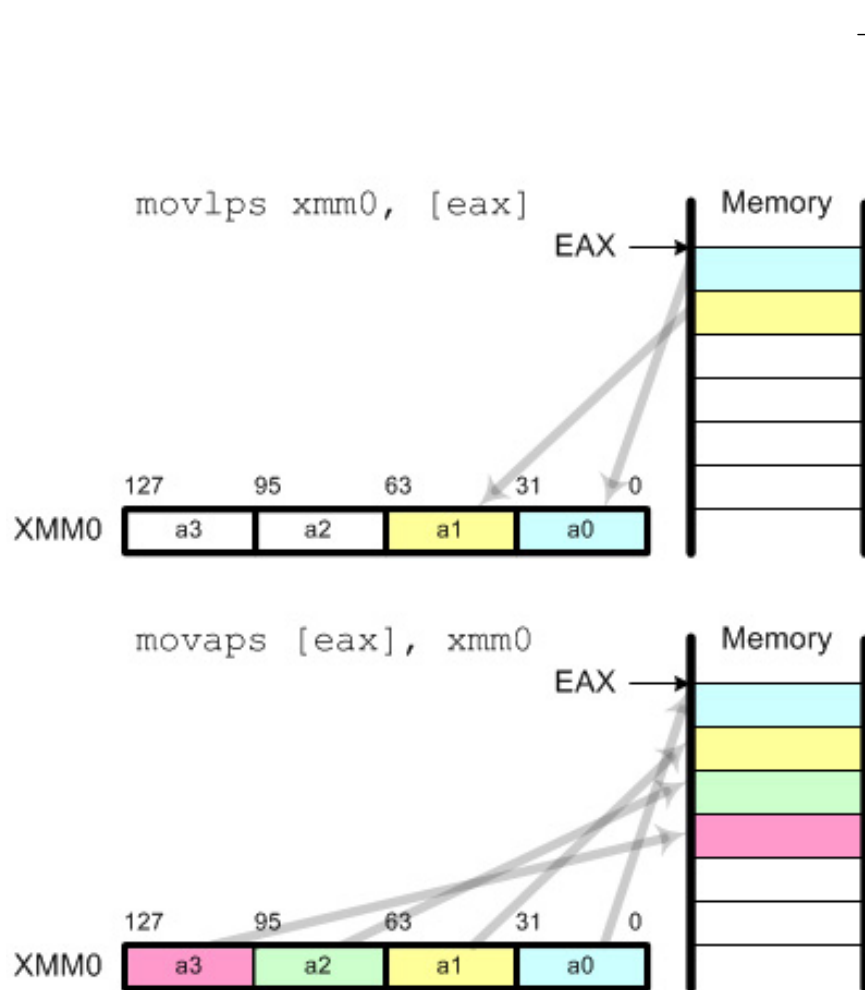 movlps xmm0, [eax]
Memory
EAX
127 95 63 31 0
XMM0 a3 a2 a1 a0
movaps [eax], xmm0
Memory
EAX
127 95 63 31 0
XMM0 a3 a2 a1 a0